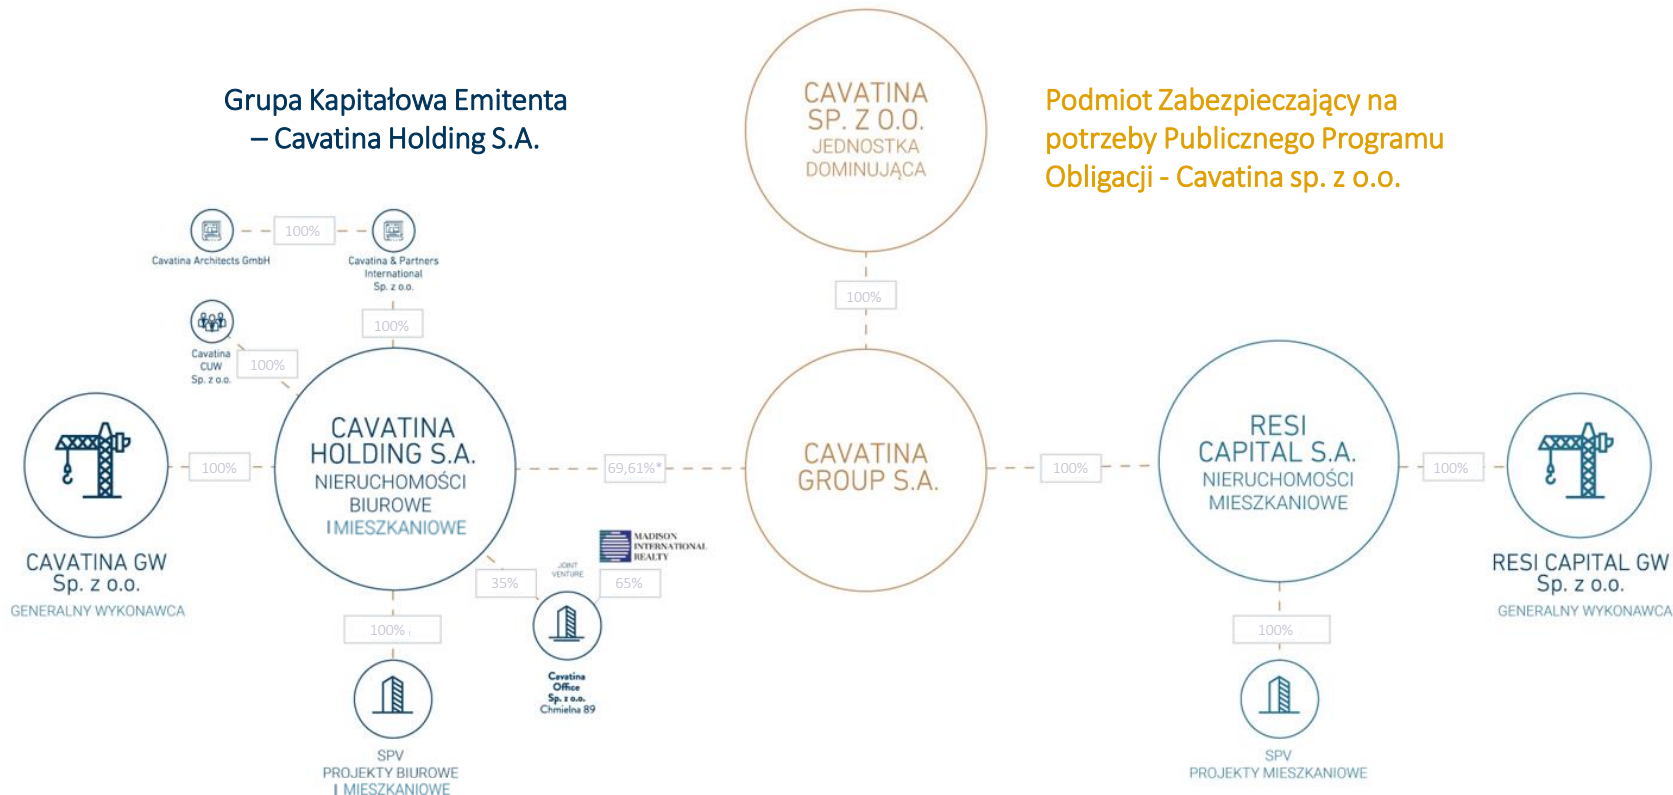 Grupa Kapitałowa Emitenta
– Cavatina Holding S.A.
CAVATINA
SP. Z O.O.
JEDNOSTKA
DOMINUJĄCA
Podmiot Zabezpieczający na
potrzeby Publicznego Programu
Obligacji - Cavatina sp. z o.o.
100%
Cavatina Architects GmbH
Cavatina & Partners
International
Sp. z o.o.
100%
100%
Cavatina
CUW
Sp. z o.o.
100%
CAVATINA
HOLDING S.A.
NIERUCHOMOŚCI
BIUROWE
I MIESZKANIOWE
100%
CAVATINA GW
Sp. z o.o.
GENERALNY WYKONAWCA
69,61%*
CAVATINA
GROUP S.A.
100%
RESI
CAPITAL S.A.
NIERUCHOMOŚCI
MIESZKANIOWE
100%
RESI CAPITAL GW
Sp. z o.o.
GENERALNY WYKONAWCA
MADISON
INTERNATIONAL
REALTY
JOINT
VENTURE
35%
65%
Cavatina
Office
Sp. z o.o.
Chmielna 89
100%
SPV
PROJEKTY BIUROWE
I MIESZKANIOWE
100%
SPV
PROJEKTY MIESZKANIOWE